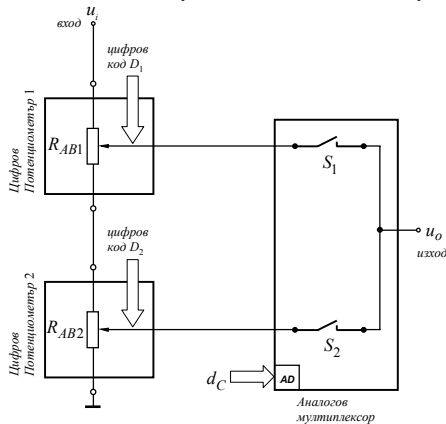 u_i
вход
цифров
код D_1
Цифров
Потенциометър 1
R_AB1
S_1
u_o
изход
цифров
код D_2
Цифров
Потенциометър 2
R_AB2
S_2
d_C
AD
Аналогов
мултиплексор